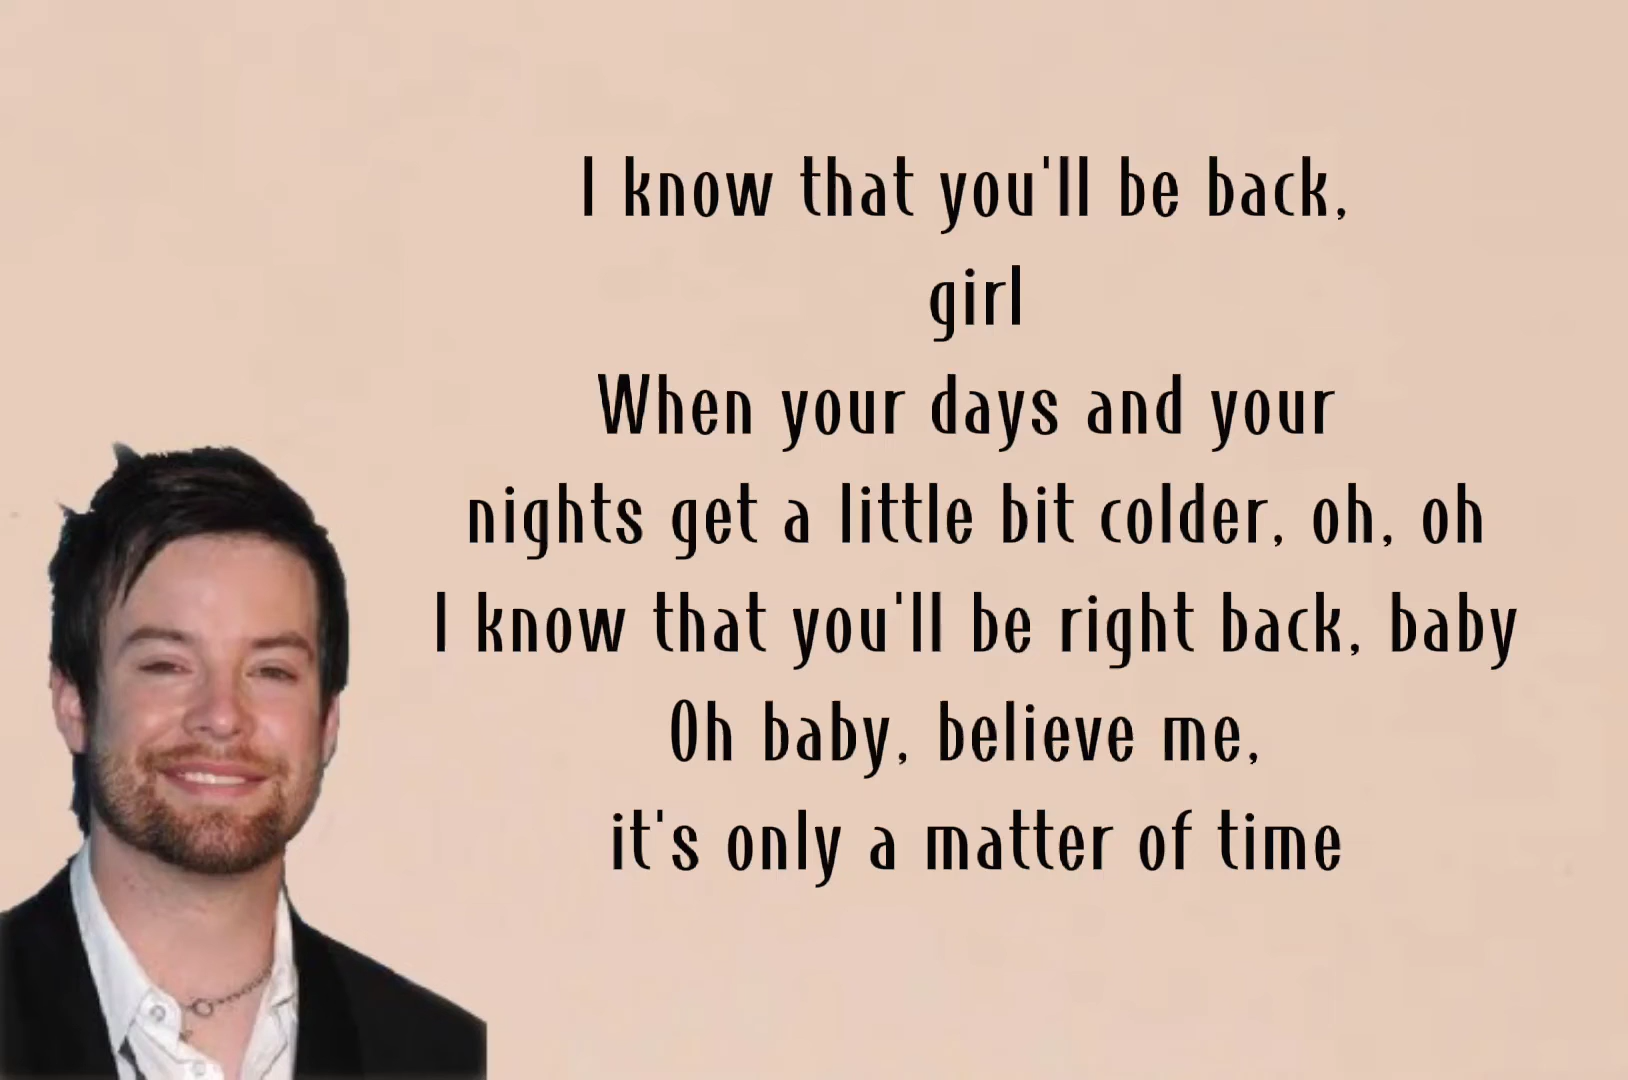 I know that you'll be back,
girl
When your days and your
nights get a little bit colder, oh, oh
I know that you'll be right back, baby
Oh baby, believe me,
it's only a matter of time